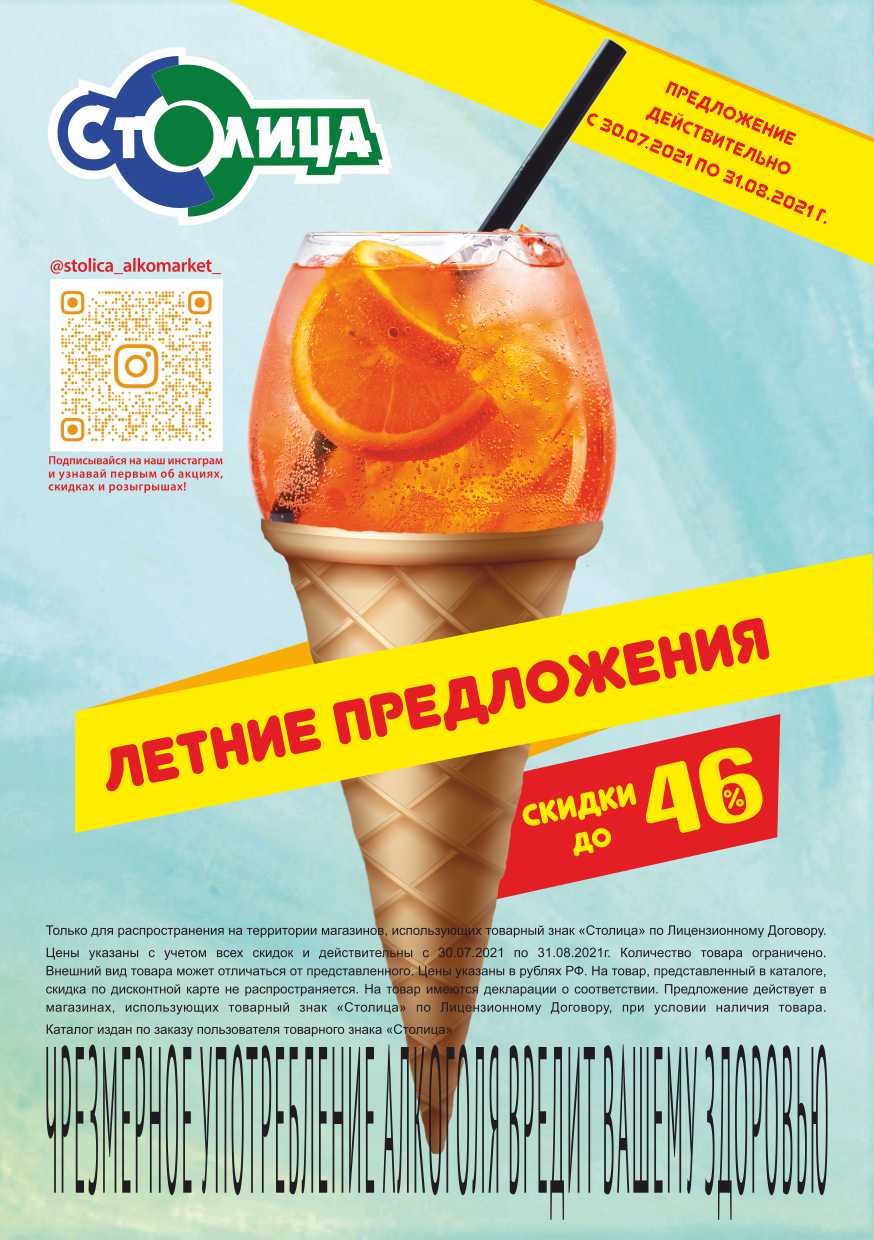 СТОЛИЦА
ПРЕДЛОЖЕНИЕ
ДЕЙСТВИТЕЛЬНО
С 30.07.2021 ПО 31.08.2021 Г.
@stolica_alkomarket_
Подписывайся на наш инстаграм
и узнавай первым об акциях,
скидках и розыгрышах!
ЛЕТНИЕ ПРЕДЛОЖЕНИЯ
СКИДКИ
ДО 46%
Только для распространения на территории магазинов, использующих товарный знак «Столица» по Лицензионному Договору.
Цены указаны с учетом всех скидок и действительны с 30.07.2021 по 31.08.2021г. Количество товара ограничено.
Внешний вид товара может отличаться от представленного. Цены указаны в рублях РФ. На товар, представленный в каталоге,
скидка по дисконтной карте не распространяется. На товар имеются декларации о соответствии. Предложение действует в
магазинах, использующих товарный знак «Столица» по Лицензионному Договору, при условии наличия товара.
Каталог издан по заказу пользователя товарного знака «Столица»
ЧРЕЗМЕРНОЕ УПОТРЕБЛЕНИЕ АЛКОГОЛЯ ВРЕДИТ ВАШЕМУ ЗДОРОВЬЮ